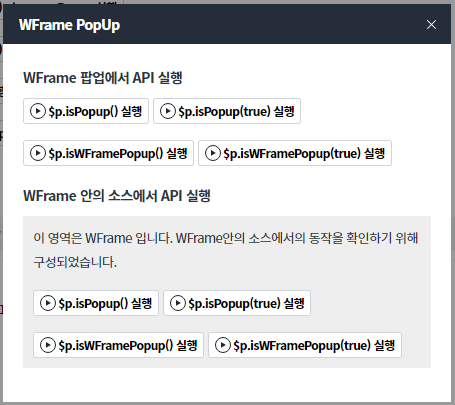 WFrame PopUp
WFrame 팝업에서 API 실행
$p.isPopup() 실행 $p.isPopup(true) 실행
$p.isWFramePopup() 실행 $p.isWFramePopup(true) 실행
WFrame 안의 소스에서 API 실행
이 영역은 WFrame 입니다. WFrame안의 소스에서의 동작을 확인하기 위해
구성되었습니다.
$p.isPopup() 실행 $p.isPopup(true) 실행
$p.isWFramePopup() 실행 $p.isWFramePopup(true) 실행